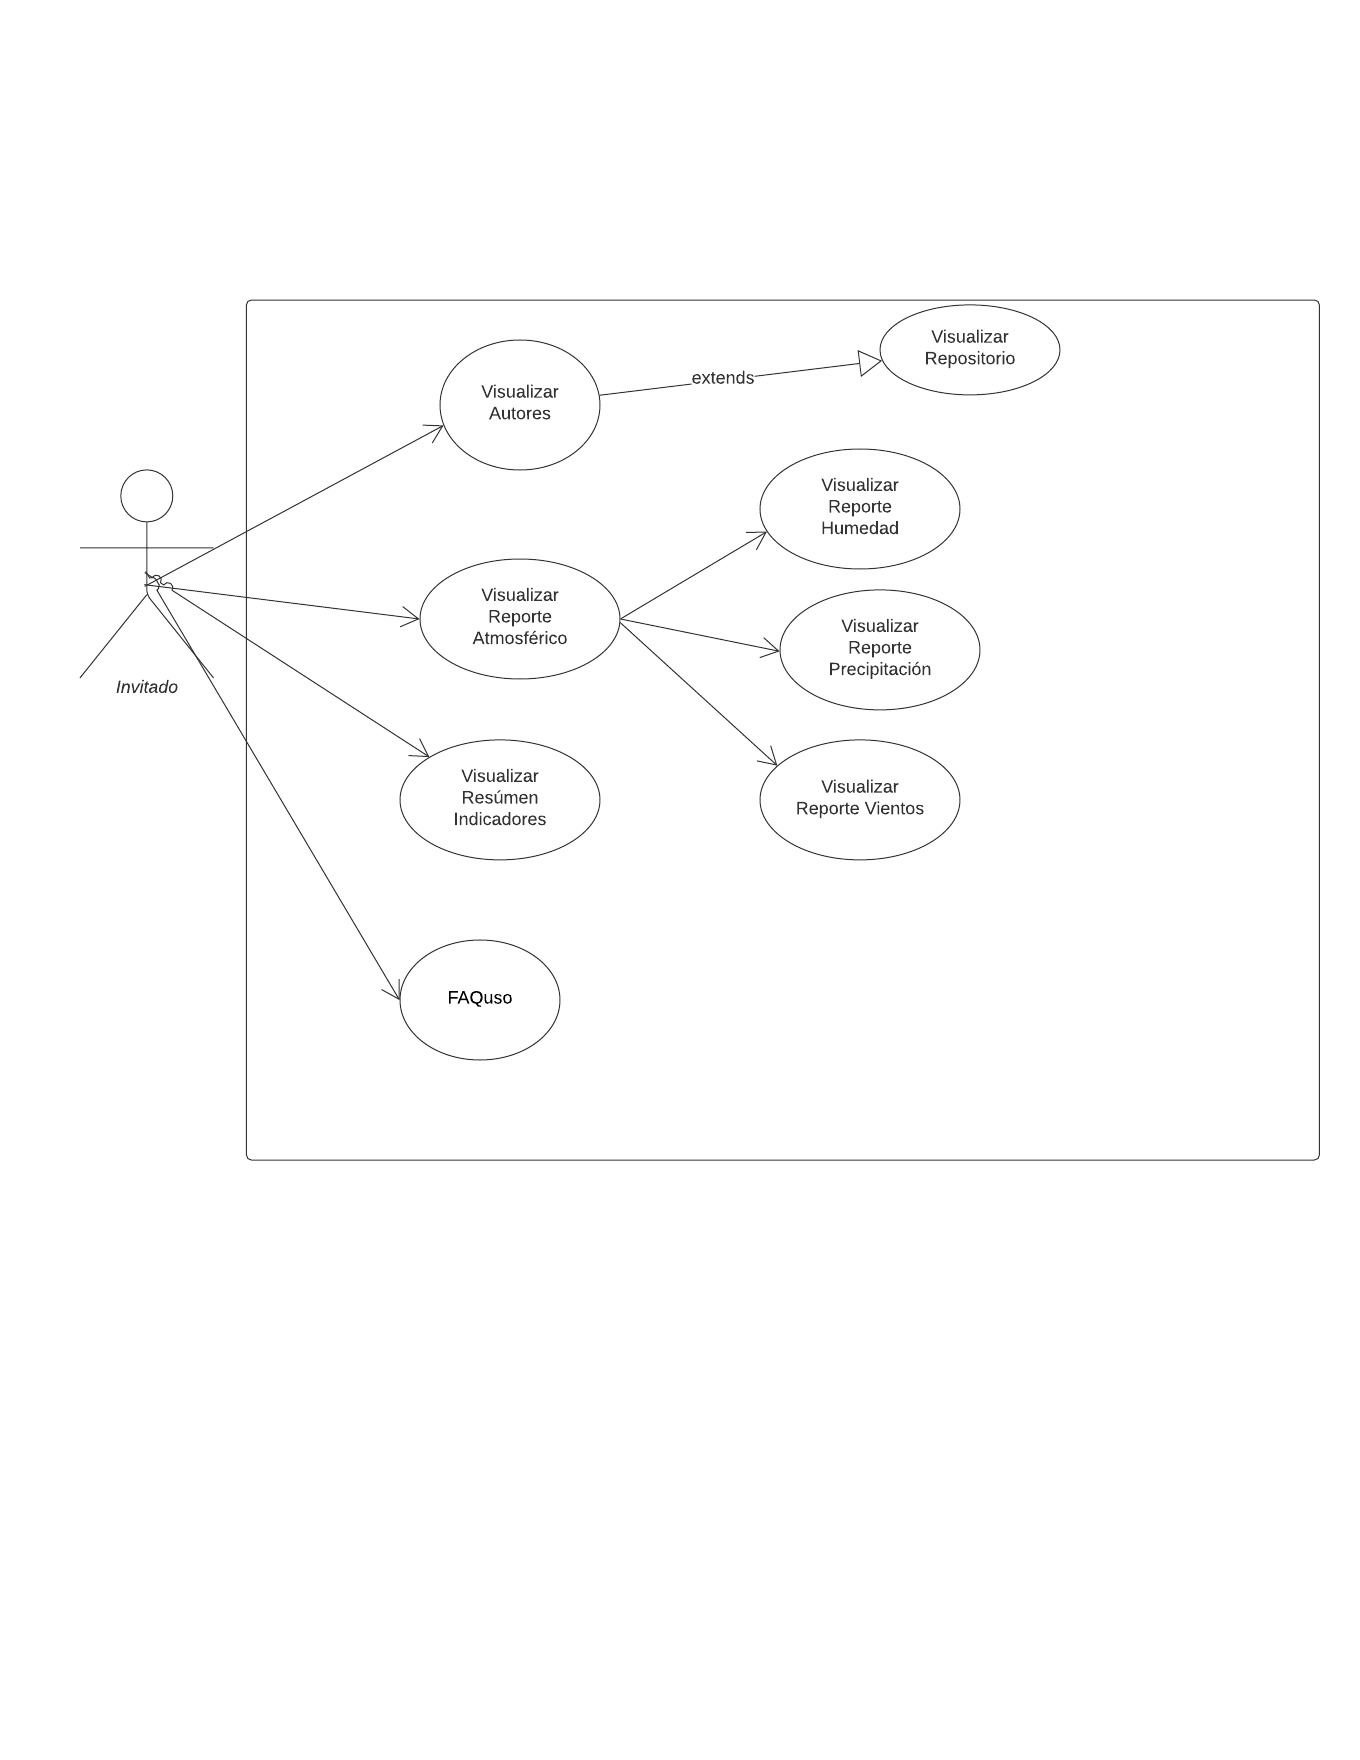 Visualizar
Repositorio
extends
Visualizar
Autores
Visualizar
Reporte
Humedad
Visualizar
Reporte
Atmosférico
Visualizar
Reporte
Precipitación
Invitado
Visualizar
Resúmen
Indicadores
Visualizar
Reporte Vientos
FAQuso